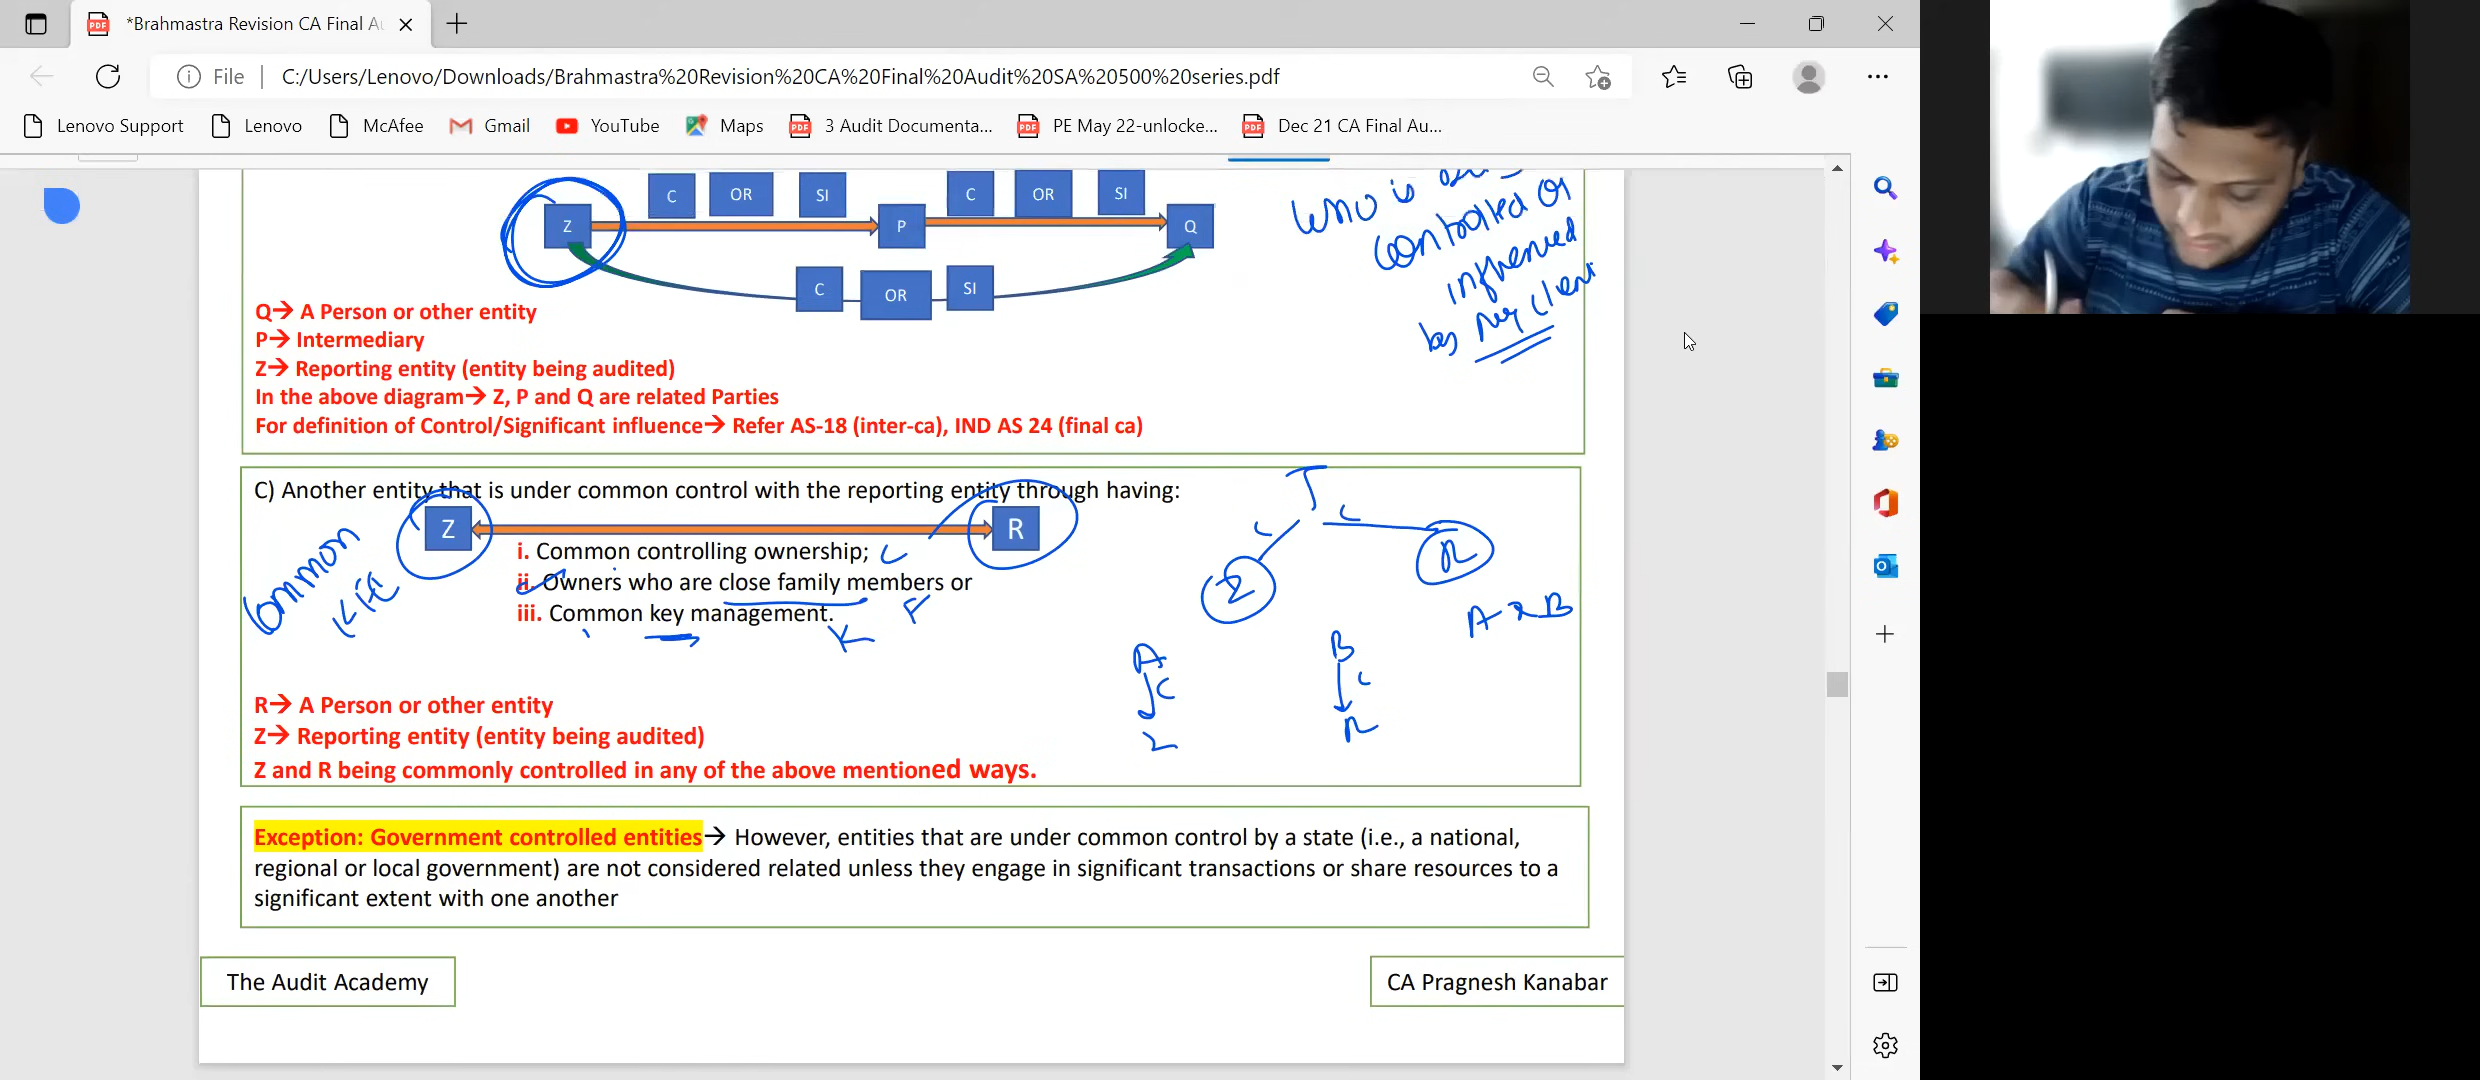 *Brahmastra Revision CA Final Au
File
C:/Users/Lenovo/Downloads/Brahmastra%20Revision%20CA%20Final%20Audit%20SA%20500%20series.pdf
Lenovo Support
Lenovo
McAfee
Gmail
YouTube
Maps
3 Audit Documenta...
PE May 22-unlocke...
Dec 21 CA Final Au...
C OR SI C OR SI
Z P Q
C OR SI
who is
controlled or
influenced
by my client
Q→ A Person or other entity
P→ Intermediary
Z→ Reporting entity (entity being audited)
In the above diagram→ Z, P and Q are related Parties
For definition of Control/Significant influence→ Refer AS-18 (inter-ca), IND AS 24 (final ca)
C) Another entity that is under common control with the reporting entity through having:
Z R
i. Common controlling ownership; C
ii. Owners who are close family members or F
iii. Common key management. K
Common
T
C C
Z R
A B
C C
Z R
R→ A Person or other entity
Z→ Reporting entity (entity being audited)
Z and R being commonly controlled in any of the above mentioned ways.
Exception: Government controlled entities→ However, entities that are under common control by a state (i.e., a national,
regional or local government) are not considered related unless they engage in significant transactions or share resources to a
significant extent with one another
The Audit Academy
CA Pragnesh Kanabar